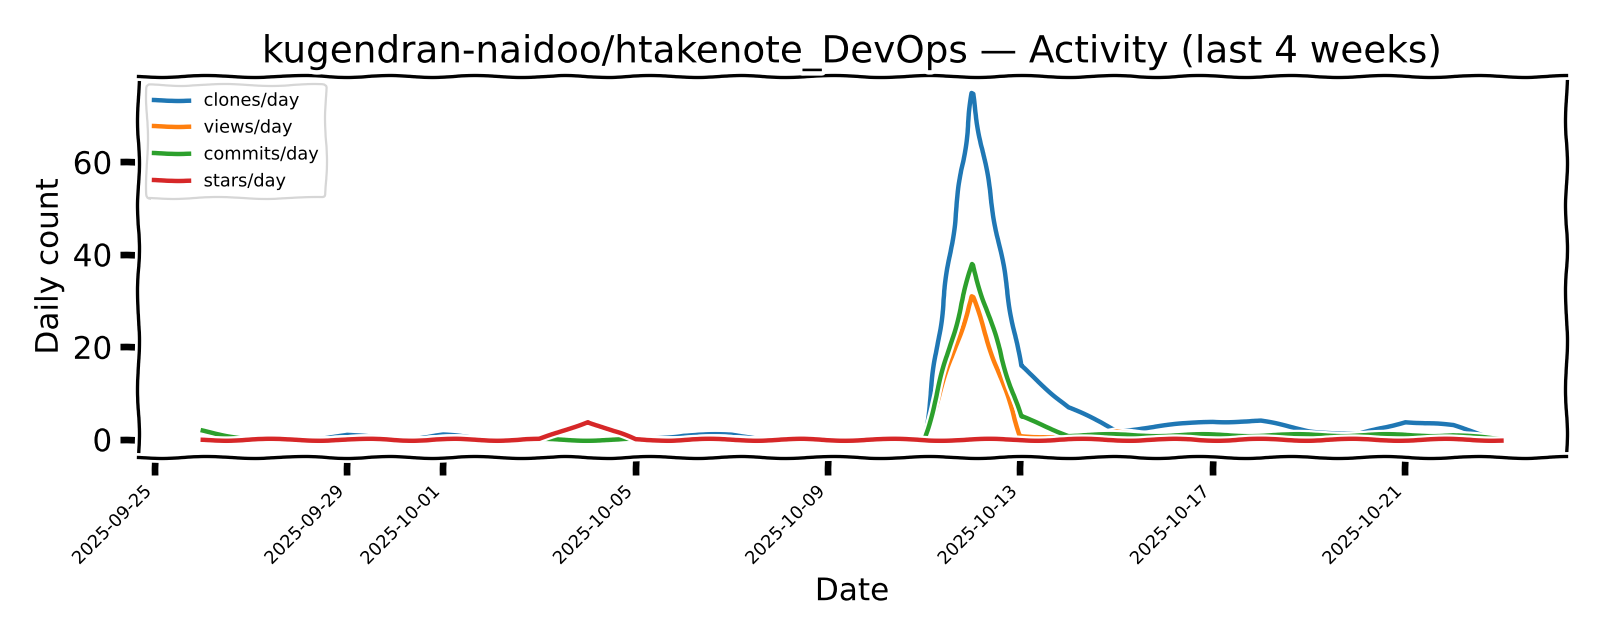 kugendran-naidoo/htakenote_DevOps — Activity (last 4 weeks)
clones/day
views/day
commits/day
stars/day
Daily count
60
40
20
0
2025-09-25
2025-09-29
2025-10-01
2025-10-05
2025-10-09
2025-10-13
2025-10-17
2025-10-21
Date